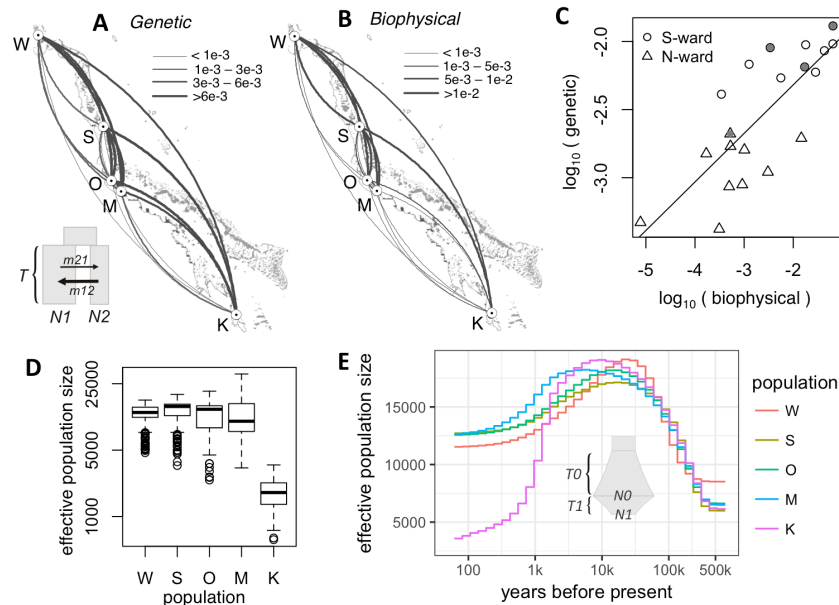 A Genetic
< 1e-3
1e-3 – 3e-3
3e-3 – 6e-3
>6e-3
W
S
O
M
K
T
m21
m12
N1 N2
B Biophysical
< 1e-3
1e-3 – 5e-3
5e-3 – 1e-2
>1e-2
W
S
O
M
K
C
S-ward
N-ward
log10 (genetic)
-2.0
-2.5
-3.0
-5 -4 -3 -2
log10 ( biophysical )
D
effective population size
25000
5000
1000
W S O M K
population
E
effective population size
15000
10000
5000
T0
T1
N0
N1
100 1k 10k 100k 500k
years before present
population
W
S
O
M
K